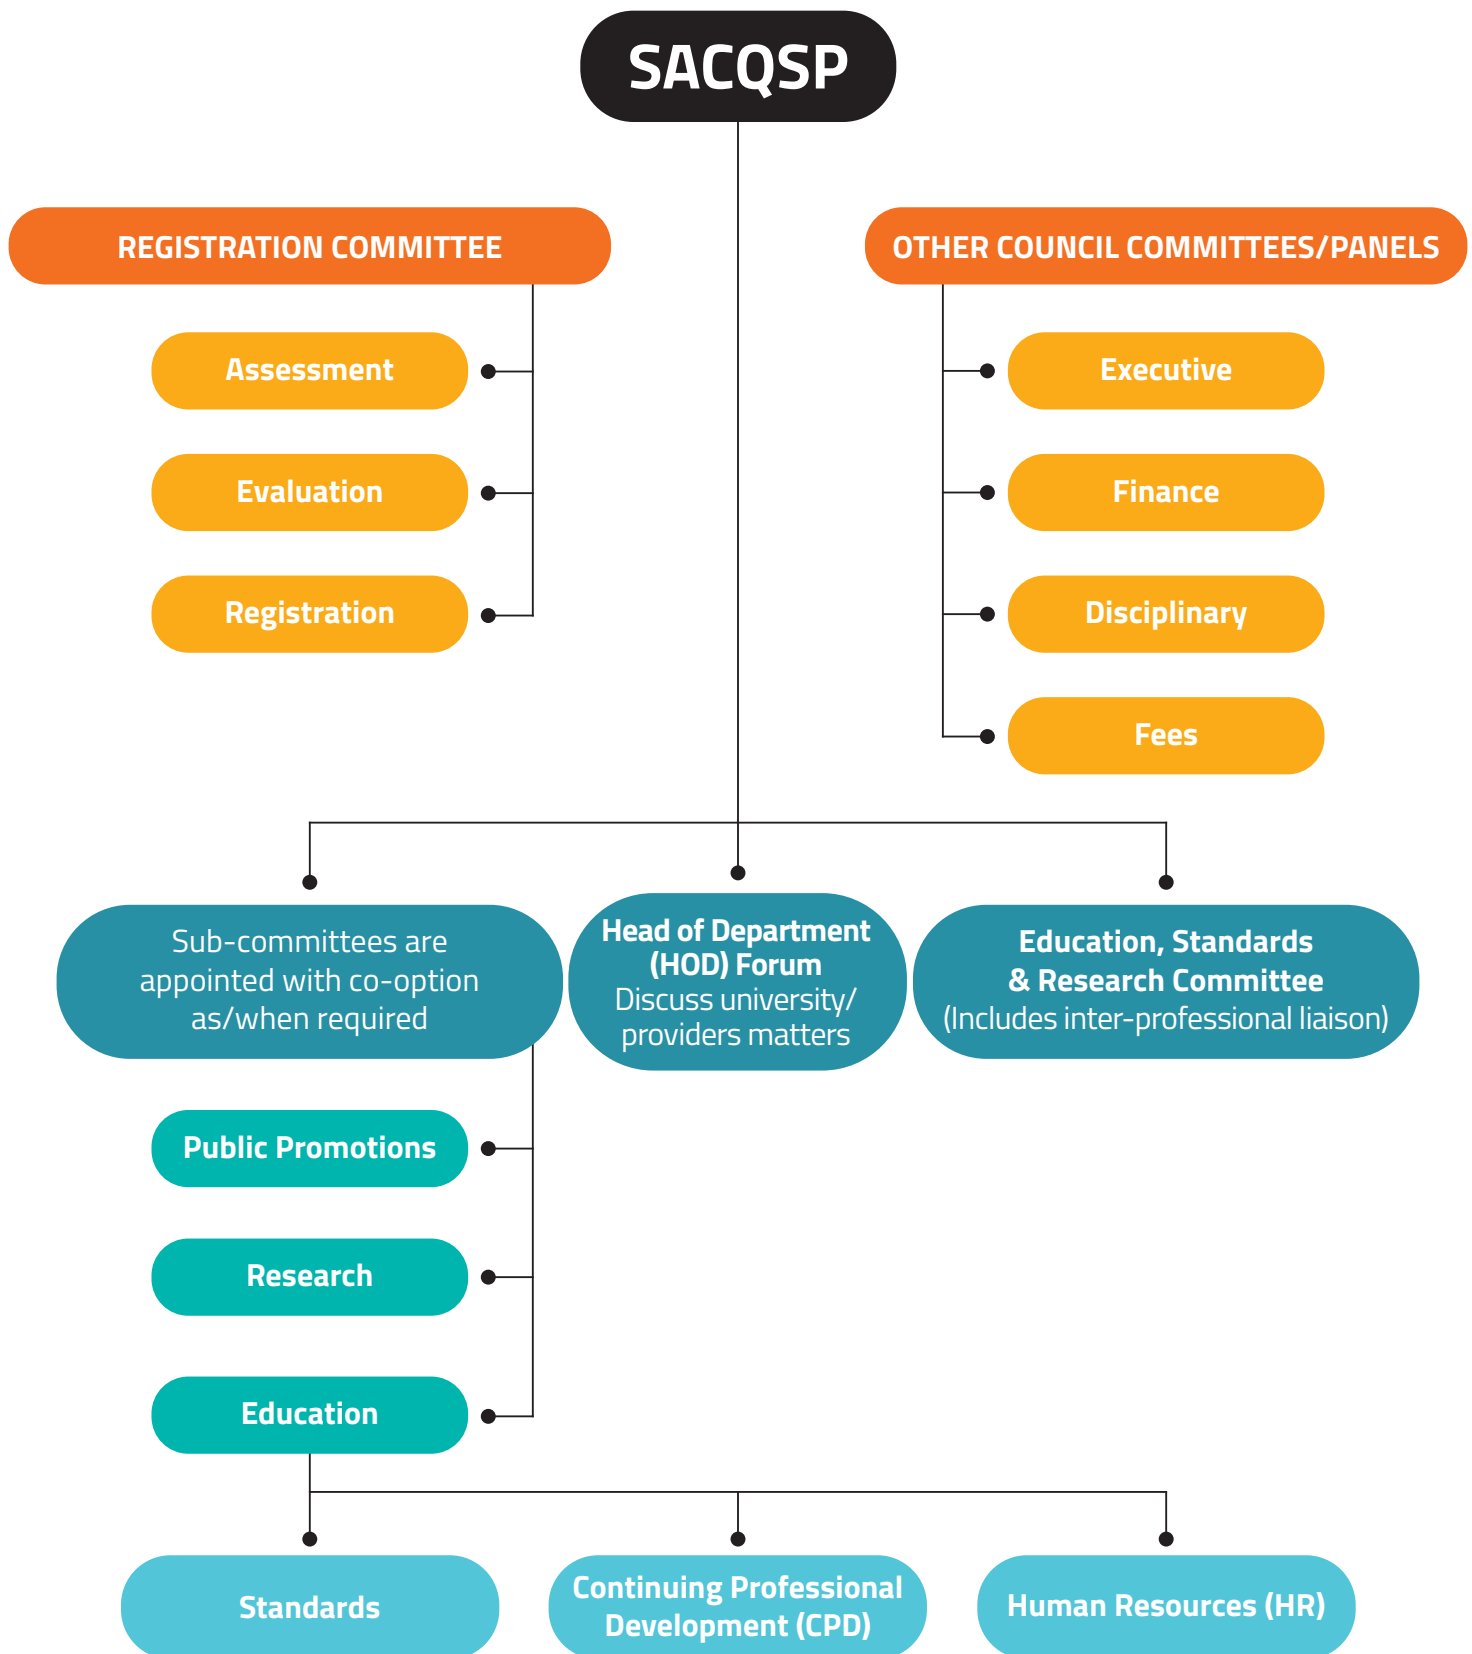 SACQSP
REGISTRATION COMMITTEE
Assessment
Evaluation
Registration
OTHER COUNCIL COMMITTEES/PANELS
Executive
Finance
Disciplinary
Fees
Sub-committees are
appointed with co-option
as/when required
Head of Department
(HOD) Forum
Discuss university/
providers matters
Education, Standards
& Research Committee
(Includes inter-professional liaison)
Public Promotions
Research
Education
Standards
Continuing Professional
Development (CPD)
Human Resources (HR)